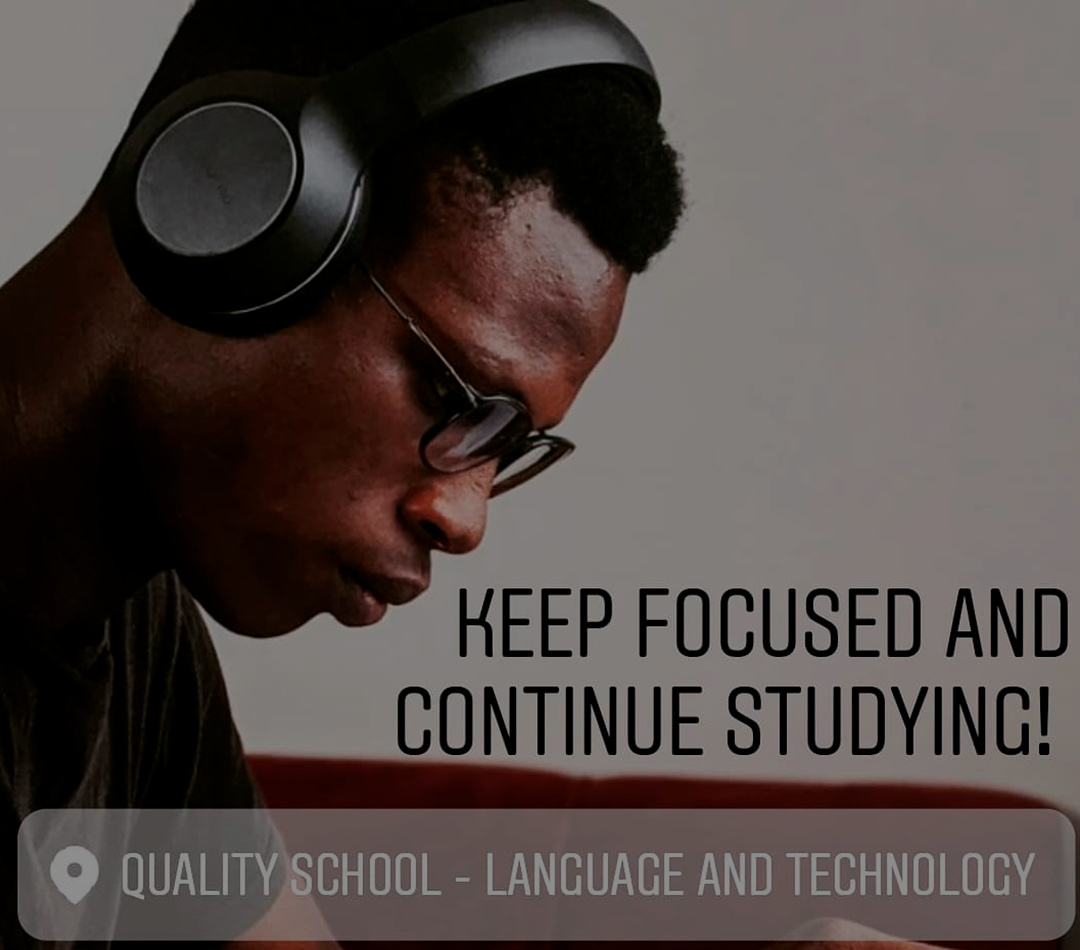 KEEP FOCUSED AND
CONTINUE STUDYING!
QUALITY SCHOOL - LANGUAGE AND TECHNOLOGY